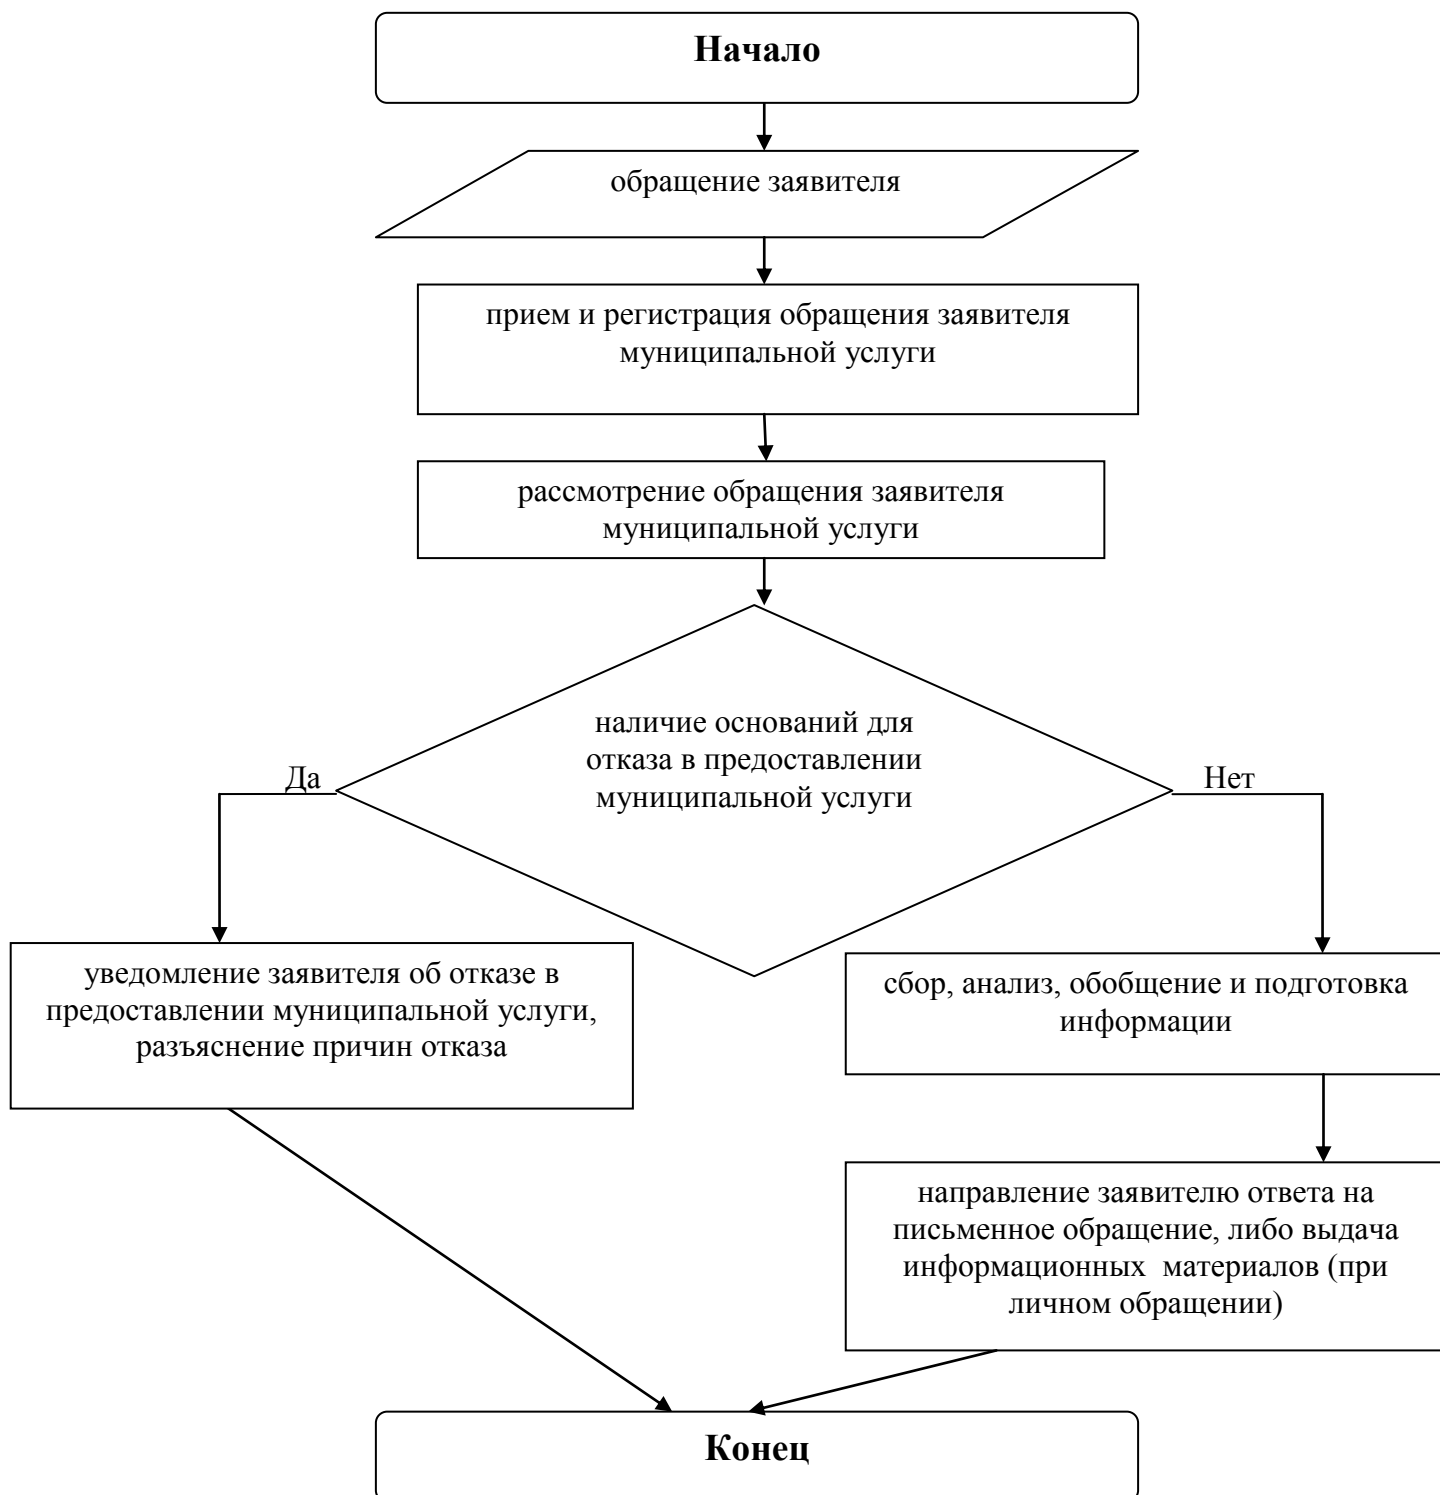 Начало
обращение заявителя
прием и регистрация обращения заявителя
муниципальной услуги
рассмотрение обращения заявителя
муниципальной услуги
наличие оснований для
отказа в предоставлении
муниципальной услуги
Да
Нет
уведомление заявителя об отказе в
предоставлении муниципальной услуги,
разъяснение причин отказа
сбор, анализ, обобщение и подготовка
информации
направление заявителю ответа на
письменное обращение, либо выдача
информационных  материалов (при
личном обращении)
Конец